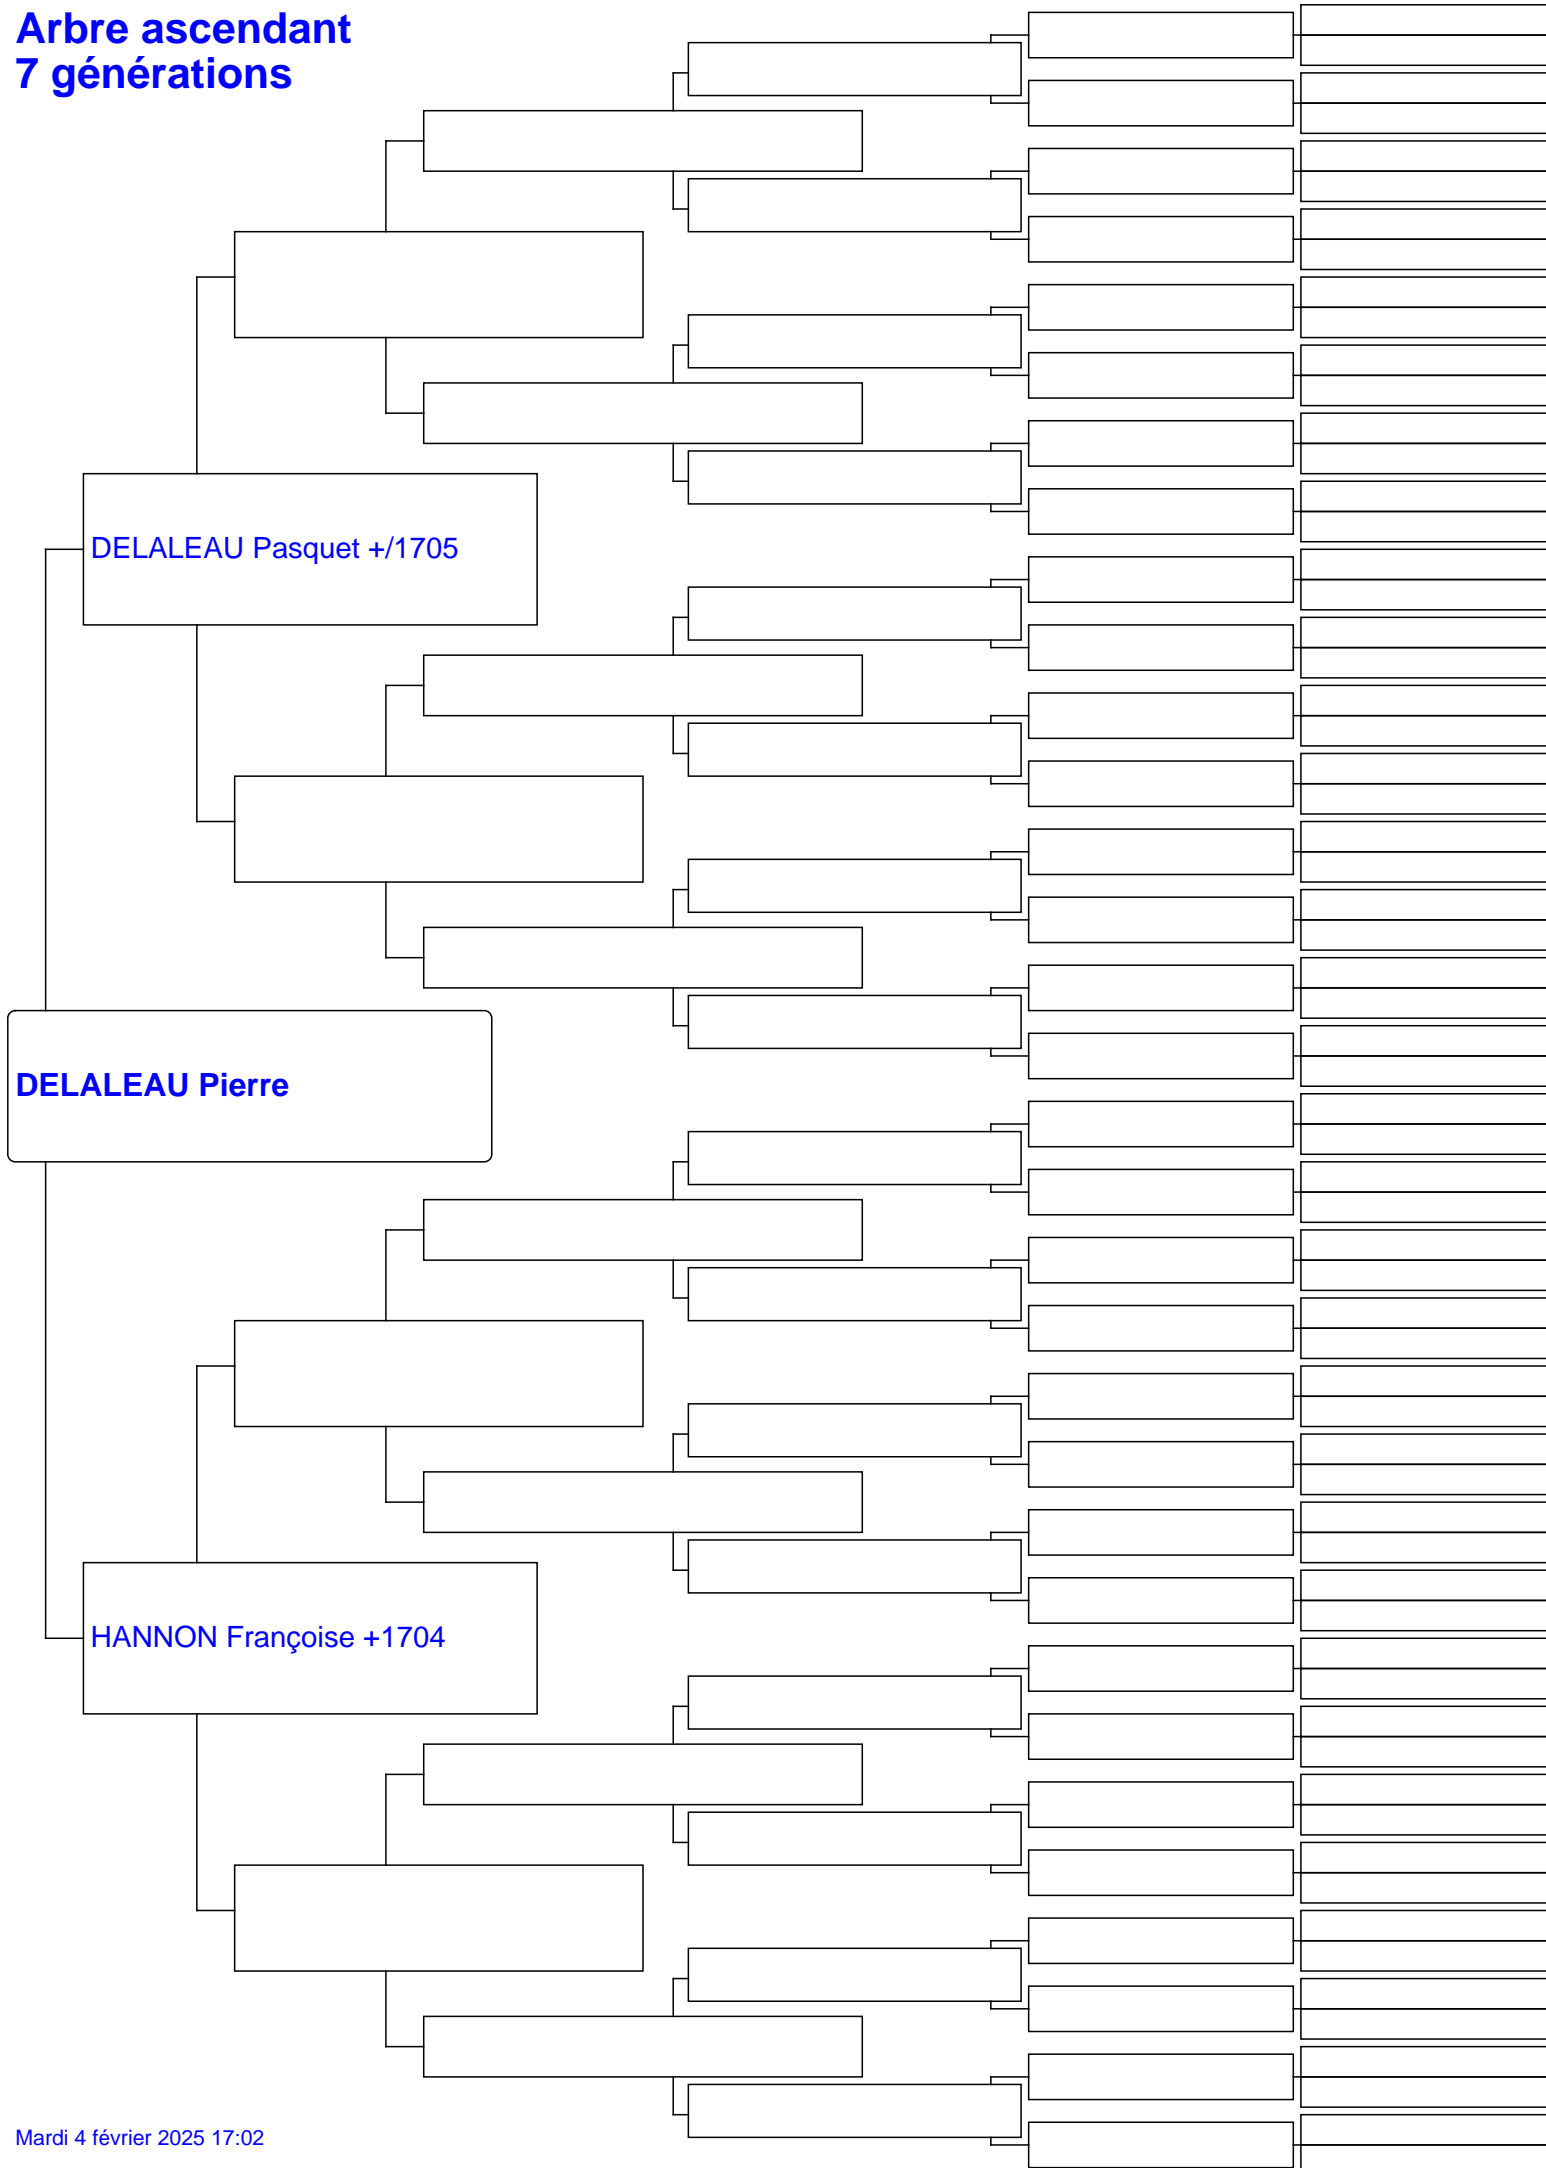 Arbre ascendant
7 générations
DELALEAU Pasquet +/1705
DELALEAU Pierre
HANNON Françoise +1704
Mardi 4 février 2025 17:02